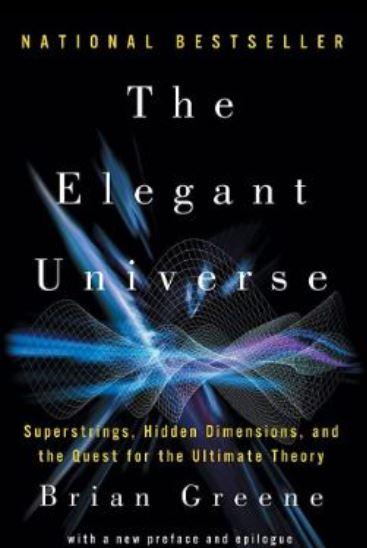 NATIONAL BESTSELLER
The
Elegant
Universe
Superstrings, Hidden Dimensions, and
the Quest for the Ultimate Theory
Brian Greene
with a new preface and epilogue